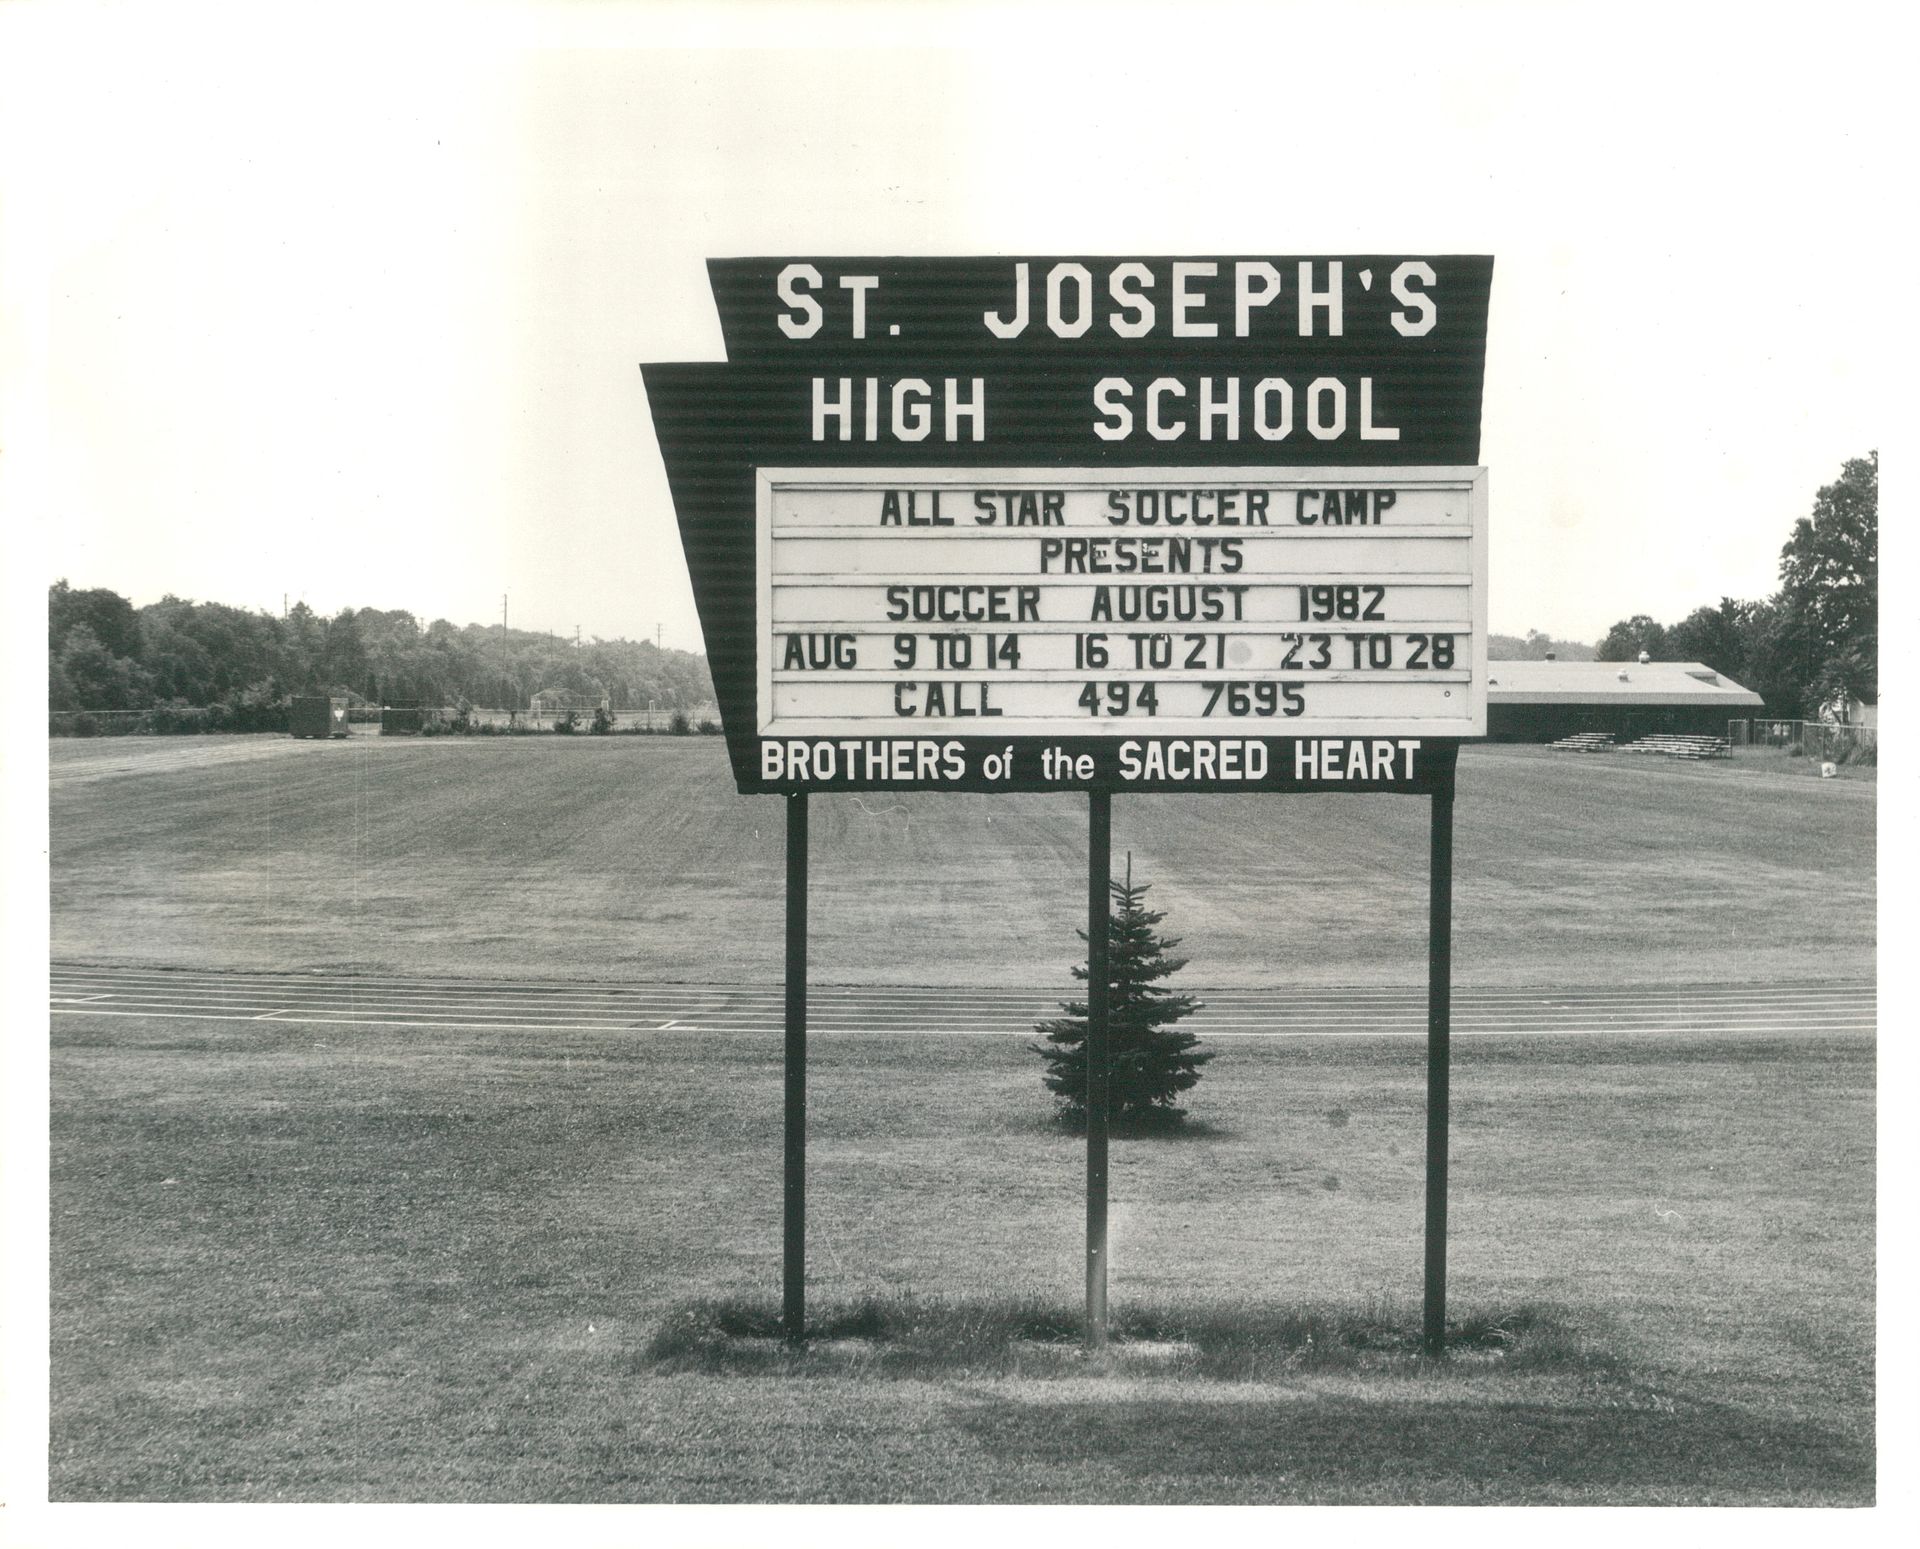 ST. JOSEPH'S
HIGH SCHOOL
ALL STAR SOCCER CAMP
PRESENTS
SOCCER AUGUST 1982
AUG 9 TO 14 16 TO 21 23 TO 28
CALL 494 7695
BROTHERS of the SACRED HEART